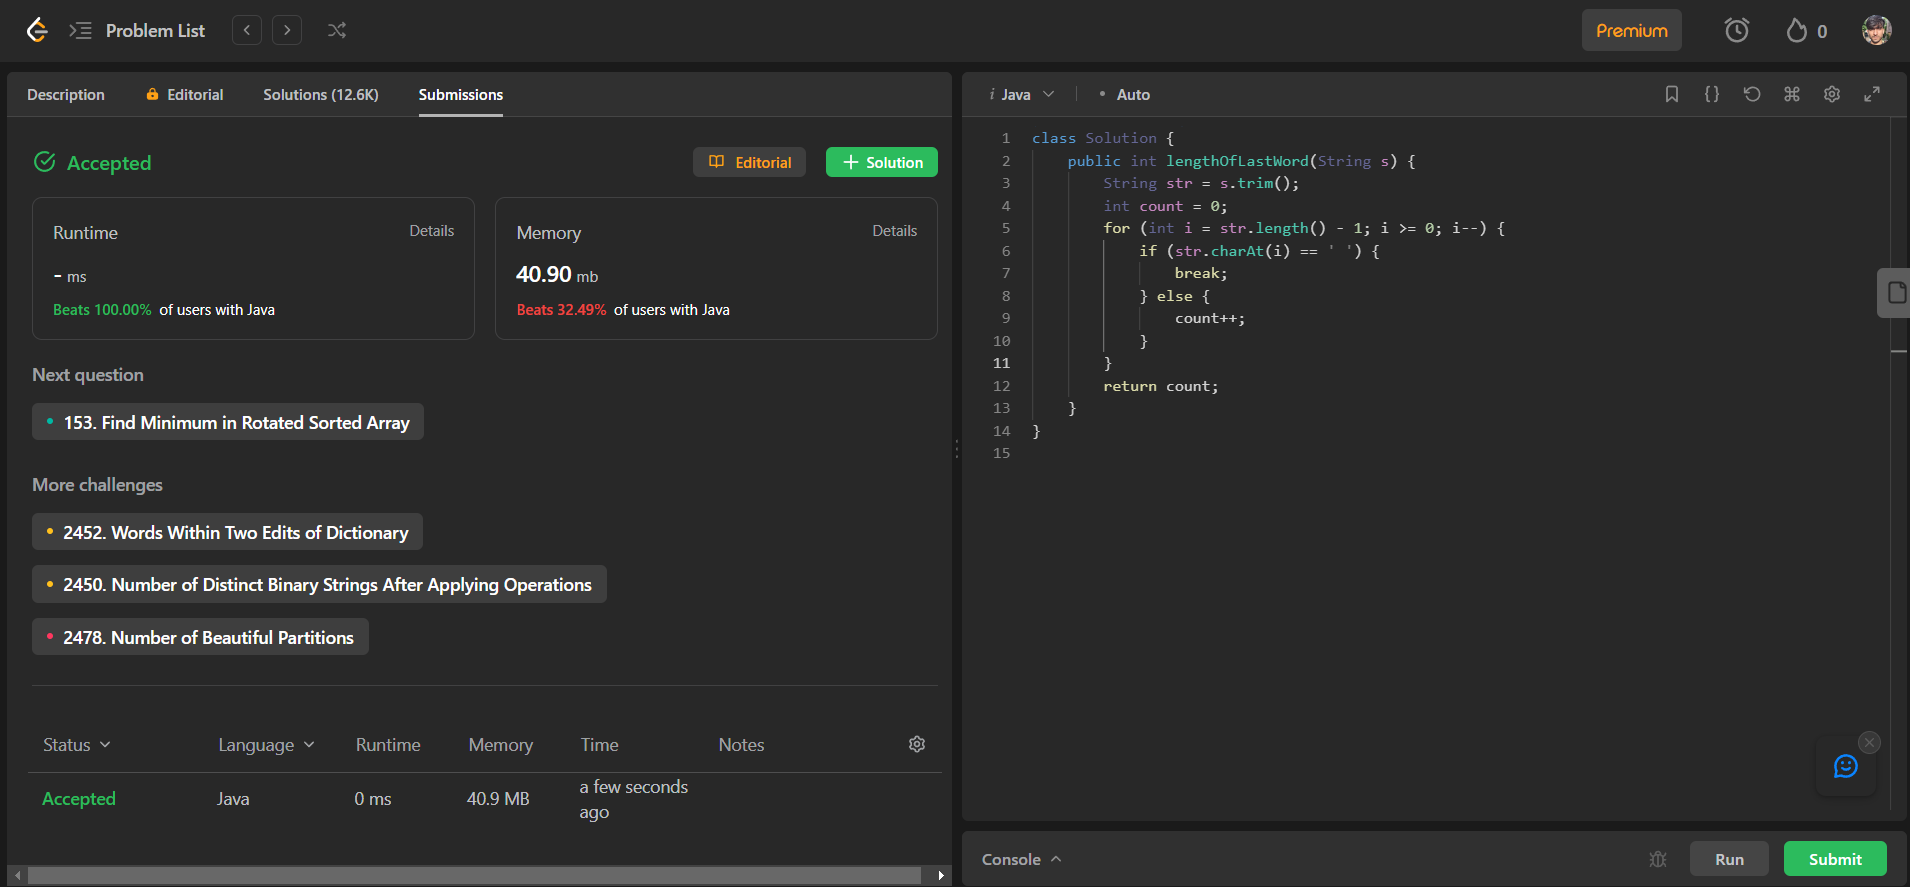 Problem List
Premium
0
Description
Editorial
Solutions (12.6K)
Submissions
Accepted
Editorial
Solution
Runtime
Details
- ms
Beats 100.00% of users with Java
Memory
Details
40.90 mb
Beats 32.49% of users with Java
Next question
153. Find Minimum in Rotated Sorted Array
More challenges
2452. Words Within Two Edits of Dictionary
2450. Number of Distinct Binary Strings After Applying Operations
2478. Number of Beautiful Partitions
Status Language Runtime Memory Time Notes
Accepted Java 0 ms 40.9 MB a few seconds
ago
i Java • Auto
1 class Solution {
2 public int lengthOfLastWord(String s) {
3 String str = s.trim();
4 int count = 0;
5 for (int i = str.length() - 1; i >= 0; i--) {
6 if (str.charAt(i) == ' ') {
7 break;
8 } else {
9 count++;
10 }
11 }
12 return count;
13 }
14 }
15
Console
Run
Submit